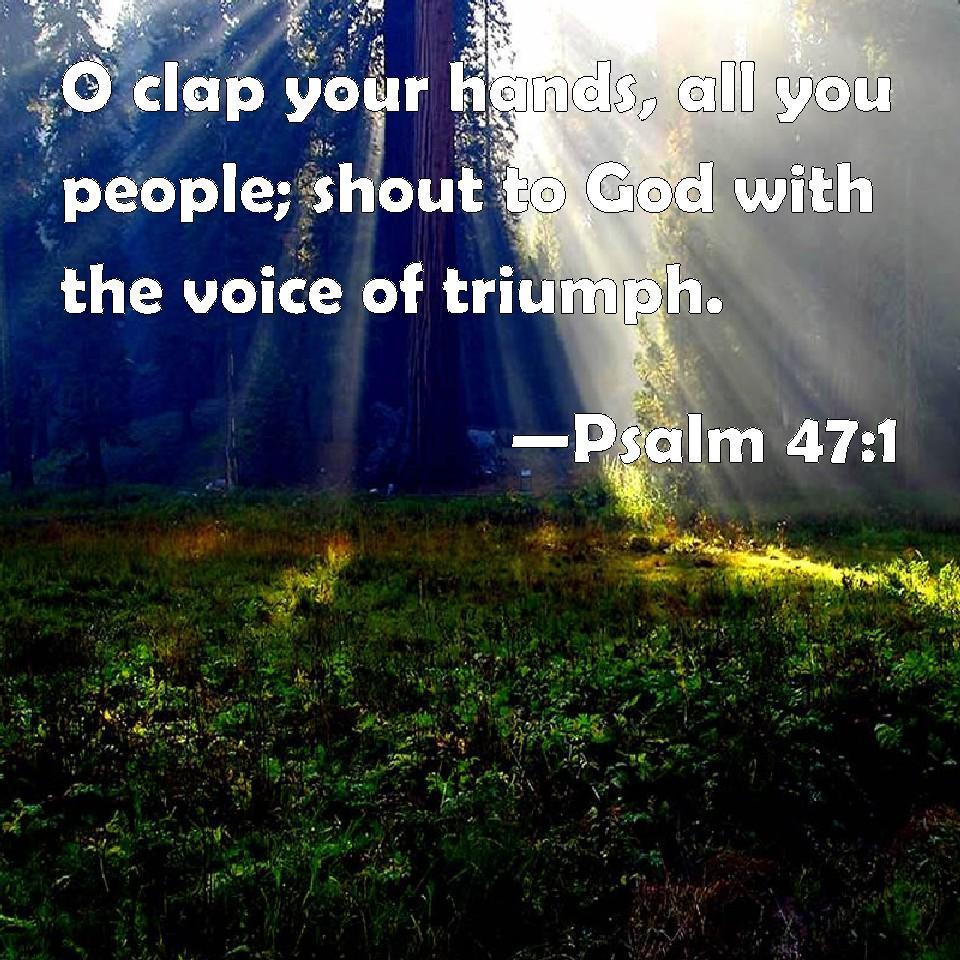 O clap your hands, all you
people; shout to God with
the voice of triumph.
—Psalm 47:1